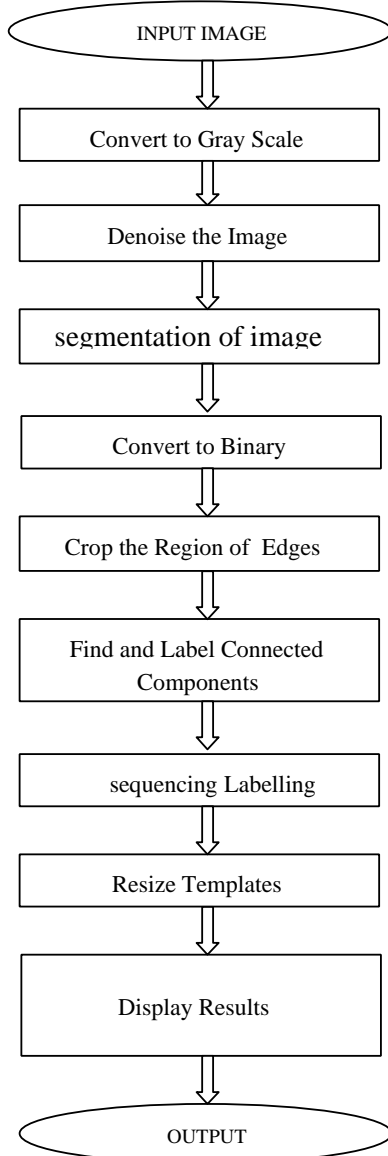 INPUT IMAGE
Convert to Gray Scale
Denoise the Image
segmentation of image
Convert to Binary
Crop the Region of Edges
Find and Label Connected
Components
sequencing Labelling
Resize Templates
Display Results
OUTPUT